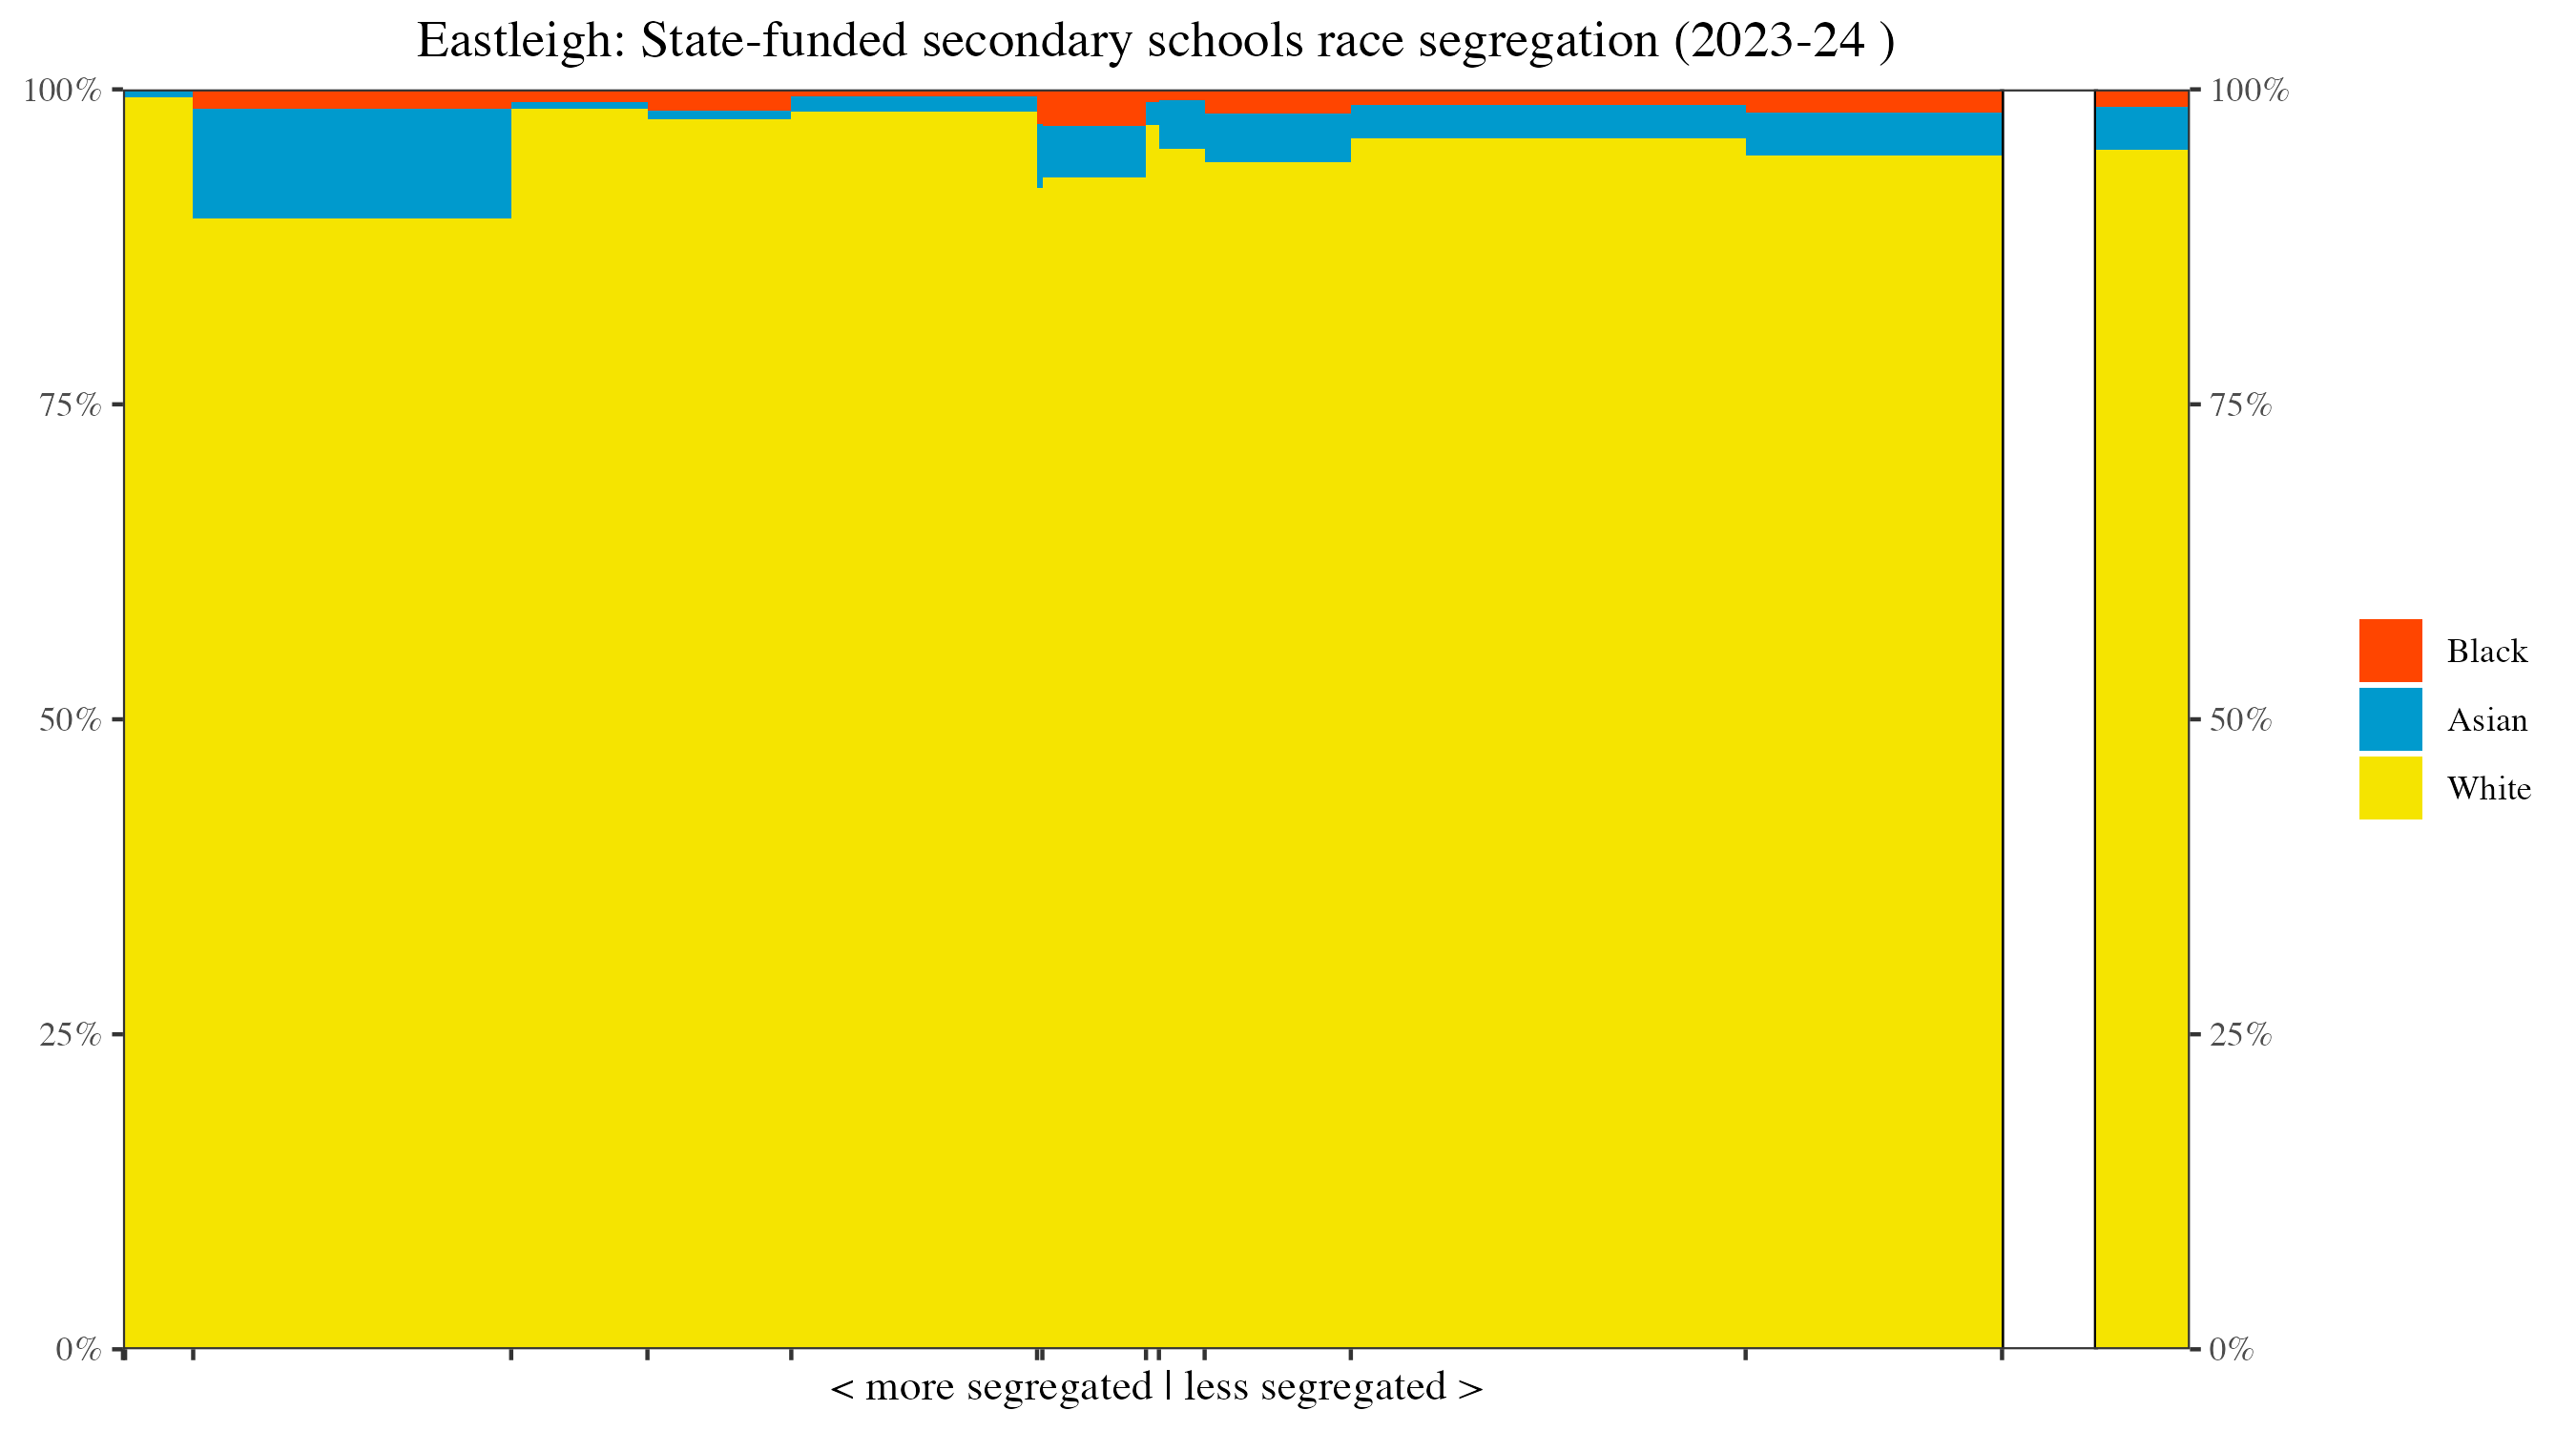 Eastleigh: State-funded secondary schools race segregation (2023-24 )
100%
75%
50%
25%
0%
100%
75%
50%
25%
0%
Black
Asian
White
< more segregated | less segregated >